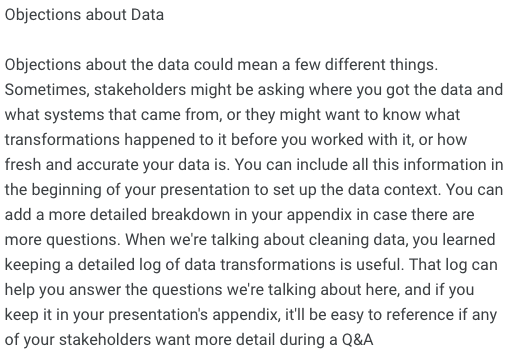 Objections about Data
Objections about the data could mean a few different things.
Sometimes, stakeholders might be asking where you got the data and
what systems that came from, or they might want to know what
transformations happened to it before you worked with it, or how
fresh and accurate your data is. You can include all this information in
the beginning of your presentation to set up the data context. You can
add a more detailed breakdown in your appendix in case there are
more questions. When we're talking about cleaning data, you learned
keeping a detailed log of data transformations is useful. That log can
help you answer the questions we're talking about here, and if you
keep it in your presentation's appendix, it'll be easy to reference if any
of your stakeholders want more detail during a Q&A